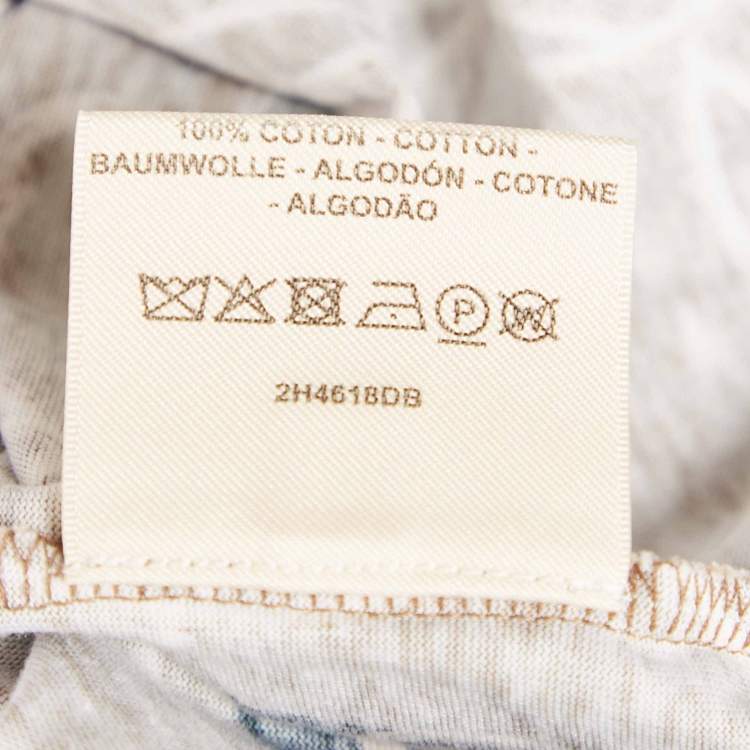 100% COTON - COTTON -
BAUMWOLLE - ALGODÓN - COTONE
- ALGODÃO
P W
2H4618DB